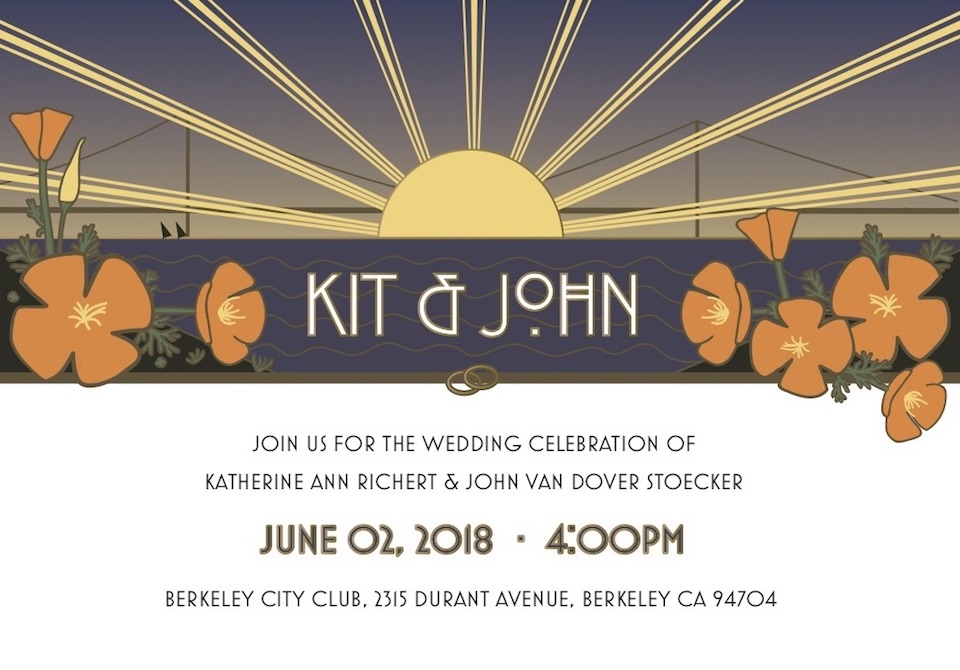 KIT & JOHN
JOIN US FOR THE WEDDING CELEBRATION OF
KATHERINE ANN RICHERT & JOHN VAN DOVER STOECKER
JUNE 02, 2018 · 4:00PM
BERKELEY CITY CLUB, 2315 DURANT AVENUE, BERKELEY CA 94704